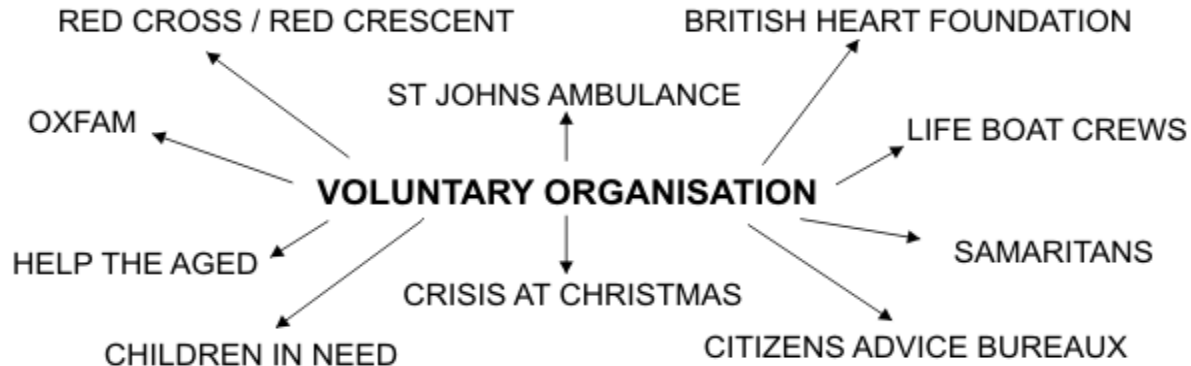 RED CROSS / RED CRESCENT
BRITISH HEART FOUNDATION
ST JOHNS AMBULANCE
OXFAM
LIFE BOAT CREWS
VOLUNTARY ORGANISATION
HELP THE AGED
SAMARITANS
CRISIS AT CHRISTMAS
CHILDREN IN NEED
CITIZENS ADVICE BUREAUX